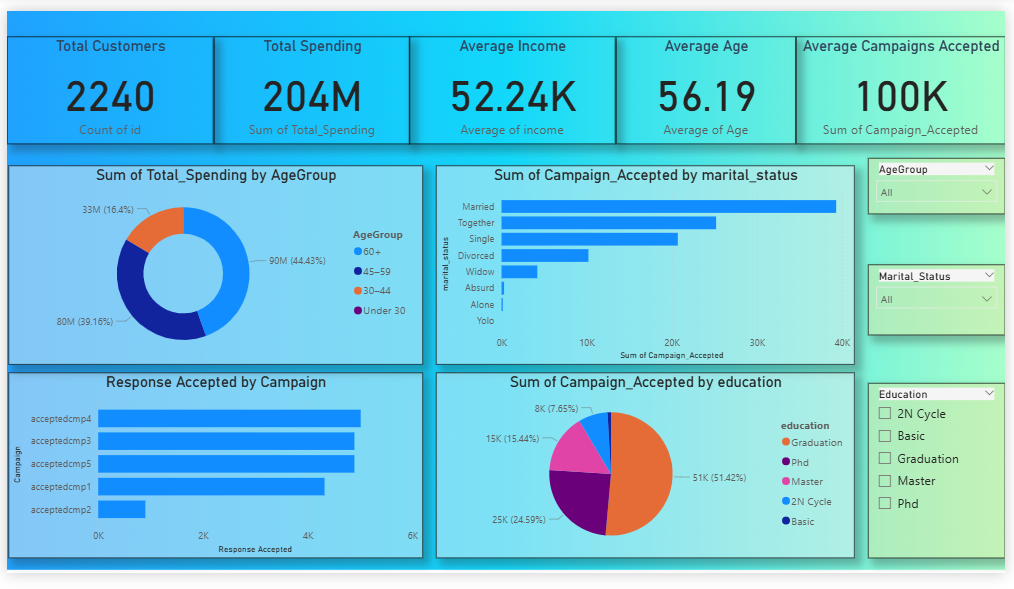 Total Customers
2240
Count of id
Total Spending
204M
Sum of Total_Spending
Average Income
52.24K
Average of income
Average Age
56.19
Average of Age
Average Campaigns Accepted
100K
Sum of Campaign_Accepted
Sum of Total_Spending by AgeGroup
33M (16.4%)
90M (44.43%)
80M (39.16%)
AgeGroup
60+
45–59
30–44
Under 30
Sum of Campaign_Accepted by marital_status
marital_status
Married
Together
Single
Divorced
Widow
Absurd
Alone
Yolo
0K 10K 20K 30K 40K
Sum of Campaign_Accepted
AgeGroup
All
Marital_Status
All
Response Accepted by Campaign
Campaign
acceptedcmp4
acceptedcmp3
acceptedcmp5
acceptedcmp1
acceptedcmp2
0K 2K 4K 6K
Response Accepted
Sum of Campaign_Accepted by education
8K (7.65%)
15K (15.44%)
25K (24.59%)
51K (51.42%)
education
Graduation
Phd
Master
2N Cycle
Basic
Education
2N Cycle
Basic
Graduation
Master
Phd